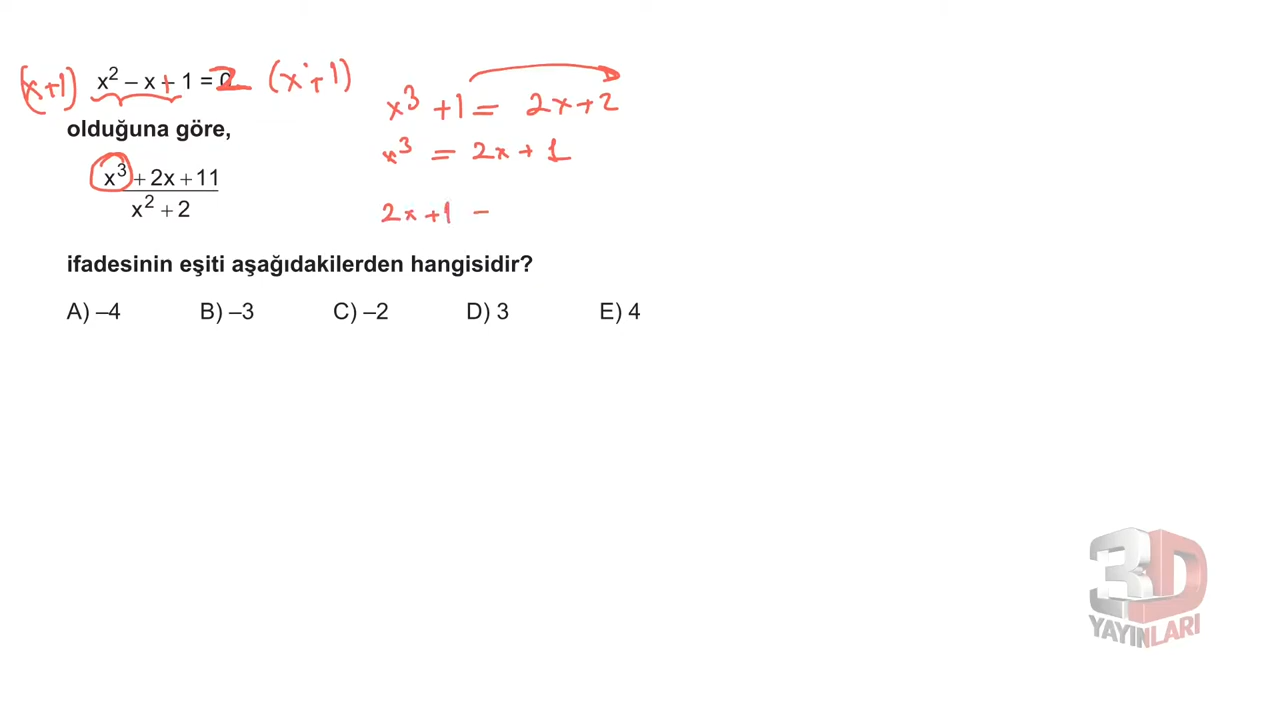 (x+1) x² – x + 1 = 2 (x+1)
olduğuna göre,
x³ + 2x + 11
x² + 2
ifadesinin eşiti aşağıdakilerden hangisidir?
A) –4 B) –3 C) –2 D) 3 E) 4
x³ + 1 = 2x + 2
x³ = 2x + 1
2x + 1 –
3D
YAYINLARI